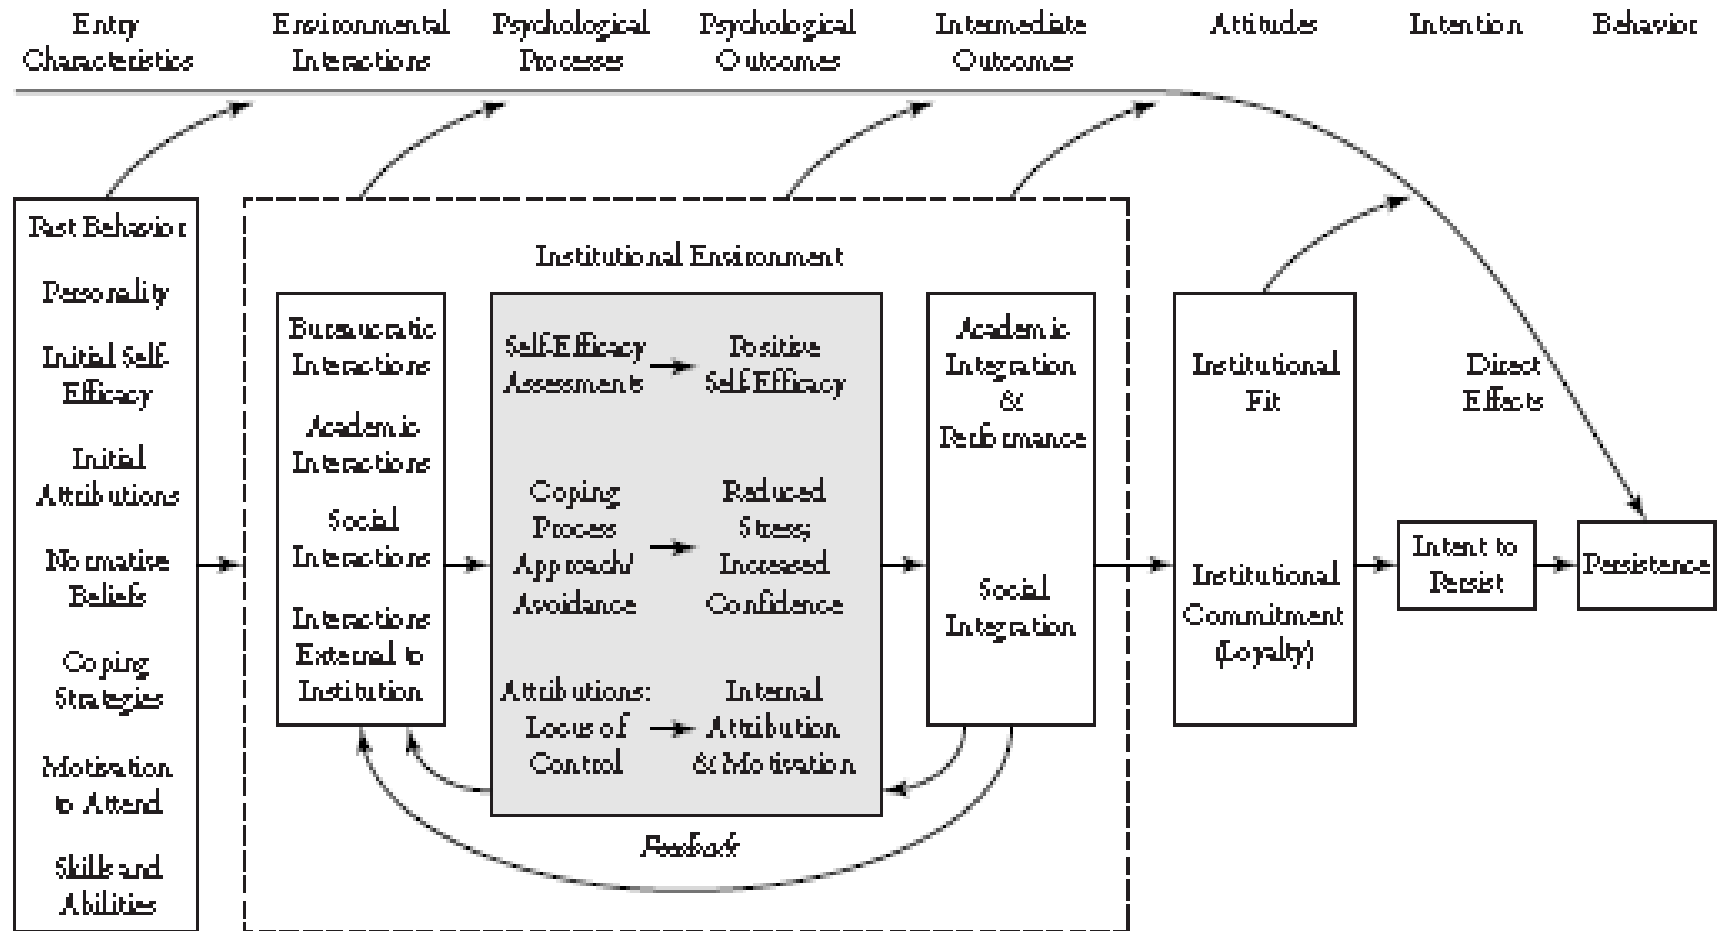 Entry
Characteristics
Environmental
Interactions
Psychological
Processes
Psychological
Outcomes
Intermediate
Outcomes
Attitudes
Intention
Behavior
Past Behavior
Personality
Initial Self-
Efficacy
Initial
Attributions
Normative
Beliefs
Coping
Strategies
Motivation
to Attend
Skills and
Abilities
Institutional Environment
Bureaucratic
Interactions
Academic
Interactions
Social
Interactions
Interactions
External to
Institution
Self-Efficacy
Assessments
Positive
Self-Efficacy
Coping
Process
Approach/
Avoidance
Reduced
Stress;
Increased
Confidence
Attributions:
Locus of
Control
Internal
Attribution
& Motivation
Feedback
Academic
Integration
&
Performance
Social
Integration
Institutional
Fit
Institutional
Commitment
(Loyalty)
Direct
Effects
Intent to
Persist
Persistence